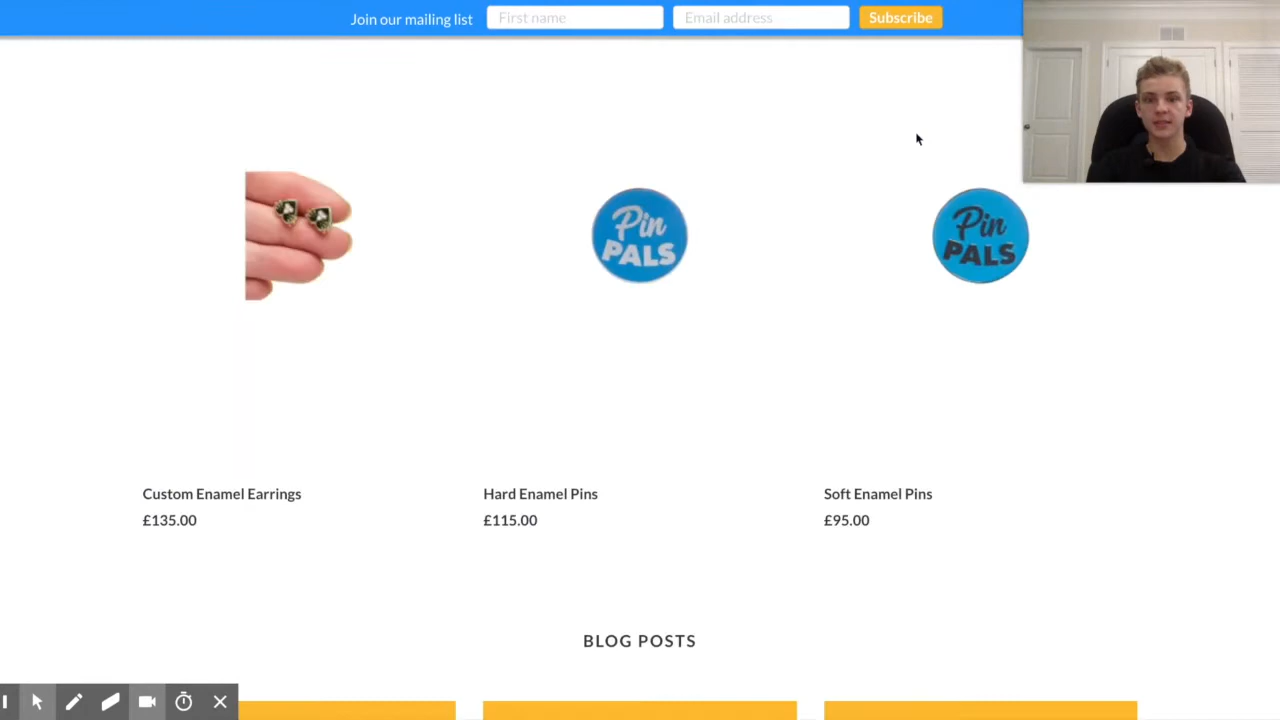 Join our mailing list First name Email address Subscribe
Pin PALS
Pin PALS
Custom Enamel Earrings
£135.00
Hard Enamel Pins
£115.00
Soft Enamel Pins
£95.00
BLOG POSTS